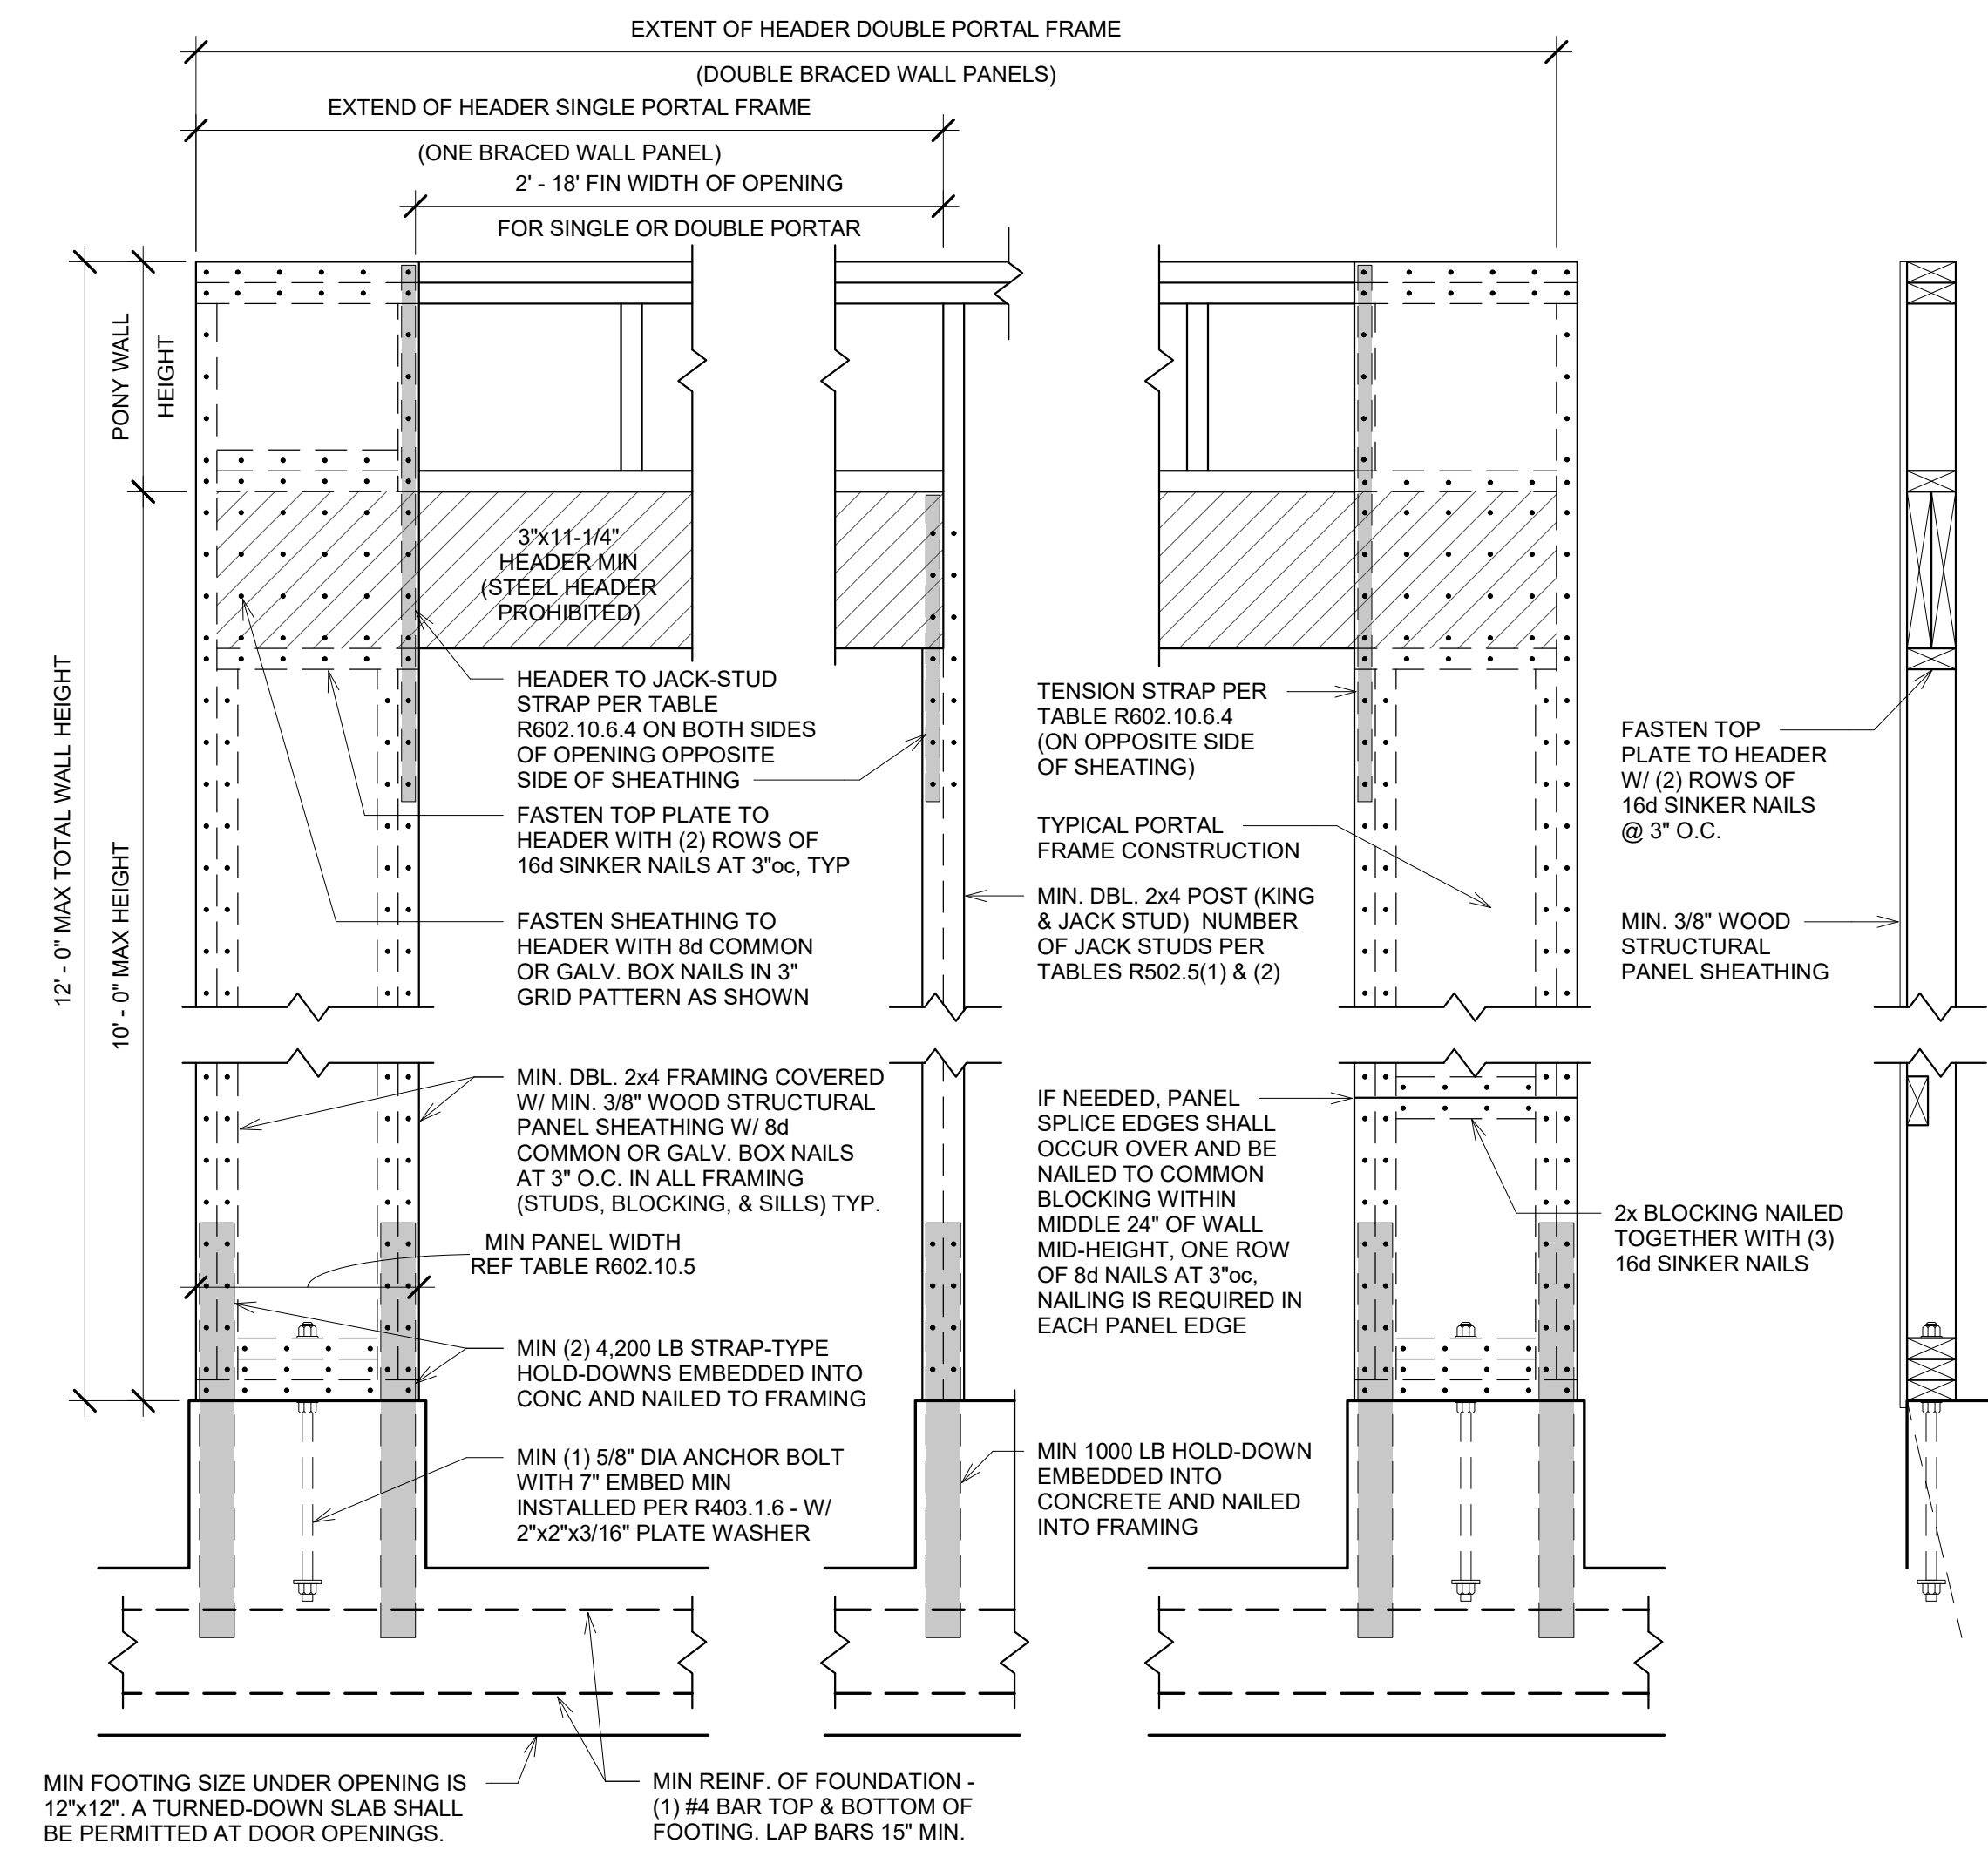 EXTENT OF HEADER DOUBLE PORTAL FRAME
(DOUBLE BRACED WALL PANELS)
EXTEND OF HEADER SINGLE PORTAL FRAME
(ONE BRACED WALL PANEL)
2' - 18' FIN WIDTH OF OPENING
FOR SINGLE OR DOUBLE PORTAR
PONY WALL
HEIGHT
12' - 0" MAX TOTAL WALL HEIGHT
10' - 0" MAX HEIGHT
3"x11-1/4"
HEADER MIN
(STEEL HEADER
PROHIBITED)
HEADER TO JACK-STUD
STRAP PER TABLE
R602.10.6.4 ON BOTH SIDES
OF OPENING OPPOSITE
SIDE OF SHEATHING
FASTEN TOP PLATE TO
HEADER WITH (2) ROWS OF
16d SINKER NAILS AT 3"oc, TYP
FASTEN SHEATHING TO
HEADER WITH 8d COMMON
OR GALV. BOX NAILS IN 3"
GRID PATTERN AS SHOWN
MIN. DBL. 2x4 FRAMING COVERED
W/ MIN. 3/8" WOOD STRUCTURAL
PANEL SHEATHING W/ 8d
COMMON OR GALV. BOX NAILS
AT 3" O.C. IN ALL FRAMING
(STUDS, BLOCKING, & SILLS) TYP.
MIN PANEL WIDTH
REF TABLE R602.10.5
MIN (2) 4,200 LB STRAP-TYPE
HOLD-DOWNS EMBEDDED INTO
CONC AND NAILED TO FRAMING
MIN (1) 5/8" DIA ANCHOR BOLT
WITH 7" EMBED MIN
INSTALLED PER R403.1.6 - W/
2"x2"x3/16" PLATE WASHER
TENSION STRAP PER
TABLE R602.10.6.4
(ON OPPOSITE SIDE
OF SHEATING)
TYPICAL PORTAL
FRAME CONSTRUCTION
MIN. DBL. 2x4 POST (KING
& JACK STUD) NUMBER
OF JACK STUDS PER
TABLES R502.5(1) & (2)
IF NEEDED, PANEL
SPLICE EDGES SHALL
OCCUR OVER AND BE
NAILED TO COMMON
BLOCKING WITHIN
MIDDLE 24" OF WALL
MID-HEIGHT, ONE ROW
OF 8d NAILS AT 3"oc,
NAILING IS REQUIRED IN
EACH PANEL EDGE
MIN 1000 LB HOLD-DOWN
EMBEDDED INTO
CONCRETE AND NAILED
INTO FRAMING
FASTEN TOP
PLATE TO HEADER
W/ (2) ROWS OF
16d SINKER NAILS
@ 3" O.C.
MIN. 3/8" WOOD
STRUCTURAL
PANEL SHEATHING
2x BLOCKING NAILED
TOGETHER WITH (3)
16d SINKER NAILS
MIN FOOTING SIZE UNDER OPENING IS
12"x12". A TURNED-DOWN SLAB SHALL
BE PERMITTED AT DOOR OPENINGS.
MIN REINF. OF FOUNDATION -
(1) #4 BAR TOP & BOTTOM OF
FOOTING. LAP BARS 15" MIN.